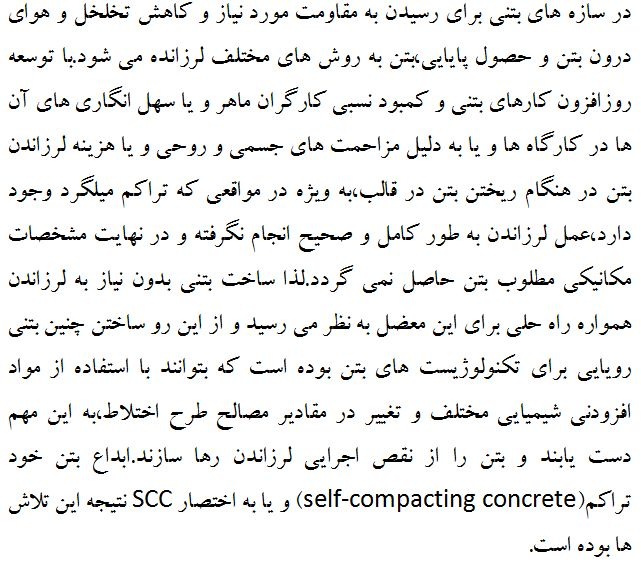 در سازه های بتنی برای رسیدن به مقاومت مورد نیاز و کاهش تخلخل و هوای
درون بتن و حصول پایایی،بتن به روش های مختلف لرزانده می شود.با توسعه
روزافزون کارهای بتنی و کمبود نسبی کارگران ماهر و یا سهل انگاری های آن
ها در کارگاه ها و یا به دلیل مزاحمت های جسمی و روحی و یا هزینه لرزاندن
بتن در هنگام ریختن بتن در قالب،به ویژه در مواقعی که تراکم میلگرد وجود
دارد،عمل لرزاندن به طور کامل و صحیح انجام نگرفته و در نهایت مشخصات
مکانیکی مطلوب بتن حاصل نمی گردد.لذا ساخت بتنی بدون نیاز به لرزاندن
همواره راه حلی برای این معضل به نظر می رسید و از این رو ساختن چنین بتنی
رویایی برای تکنولوژیست های بتن بوده است که بتوانند با استفاده از مواد
افزودنی شیمیایی مختلف و تغییر در مقادیر مصالح طرح اختلاط،به این مهم
دست یابند و بتن را از نقص اجرایی لرزاندن رها سازند.ابداع بتن خود
تراکم(self-compacting concrete) و یا به اختصار SCC نتیجه این تلاش
ها بوده است.